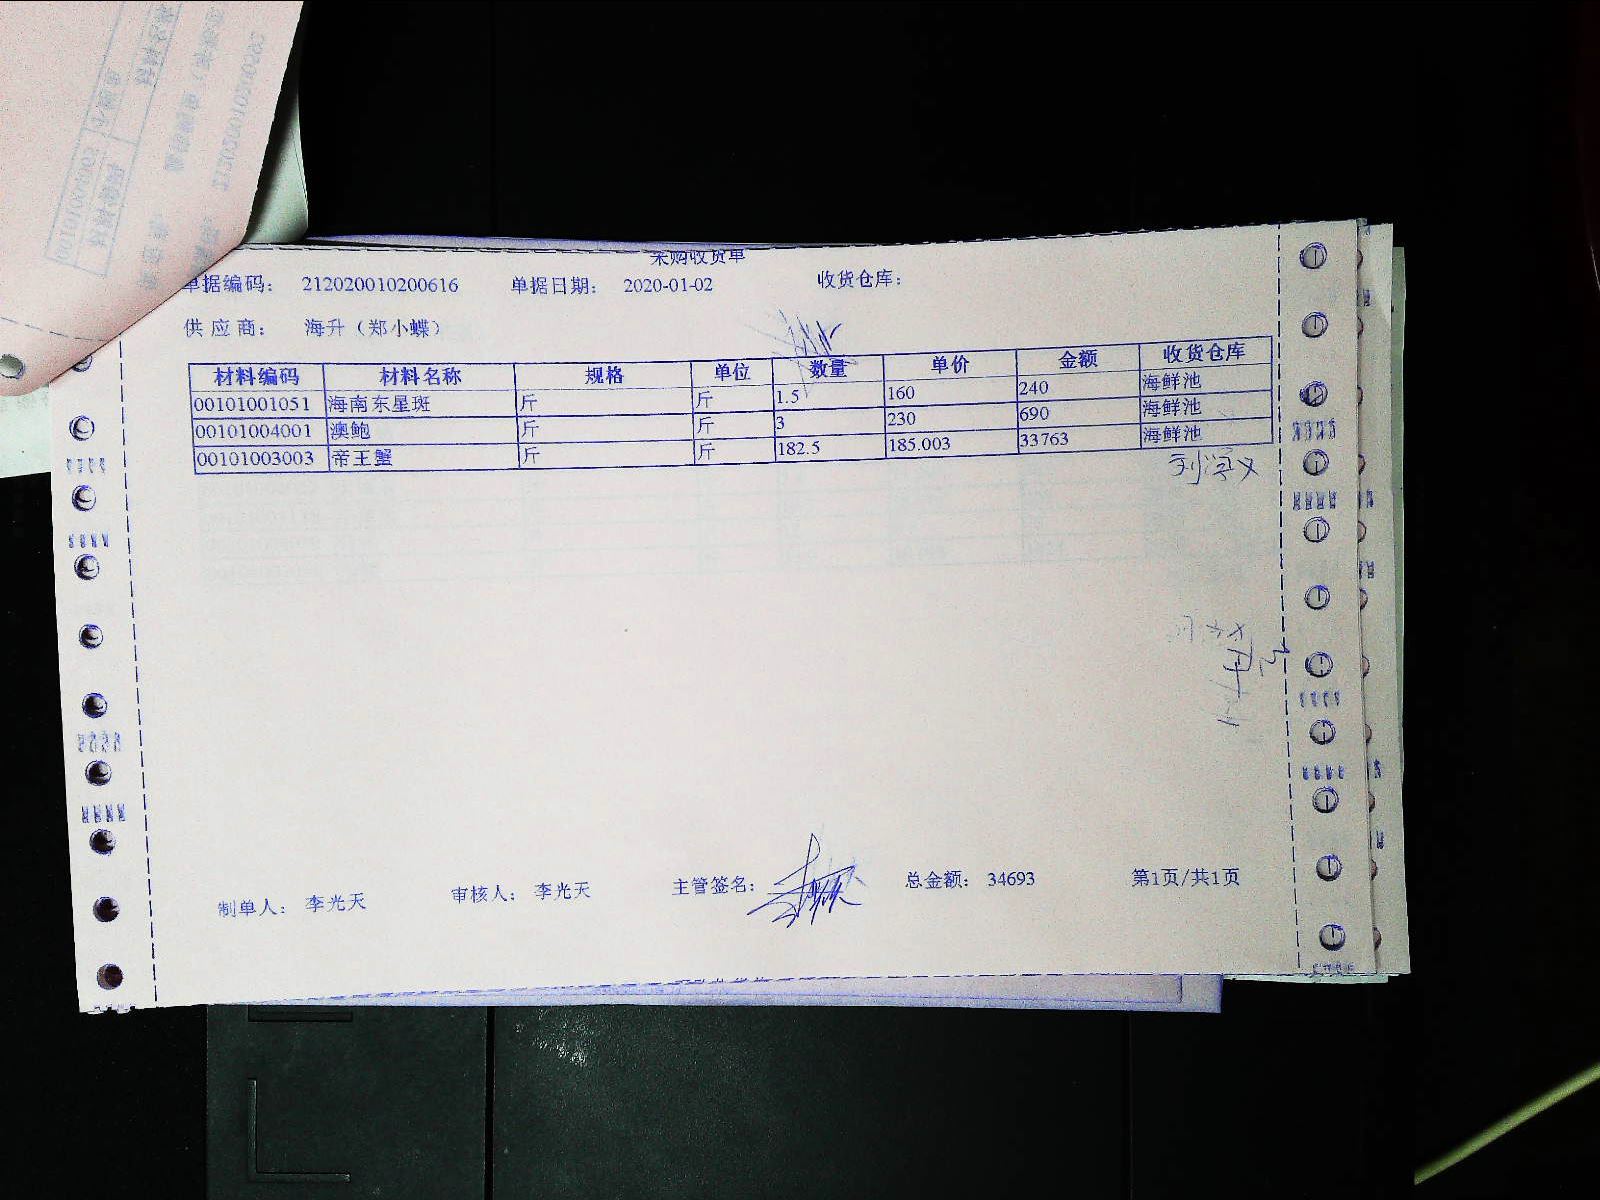 采购收货单
单据编码： 212020010200616 单据日期： 2020-01-02 收货仓库：
供应商： 海升（郑小蝶）
材料编码 材料名称 规格 单位 数量 单价 金额 收货仓库
00101001051 海南东星斑 斤 斤 1.5 160 240 海鲜池
00101004001 澳鲍 斤 斤 3 230 690 海鲜池
00101003003 帝王蟹 斤 斤 182.5 185.003 33763 海鲜池
制单人： 李光天 审核人： 李光天 主管签名： 总金额： 34693 第1页/共1页